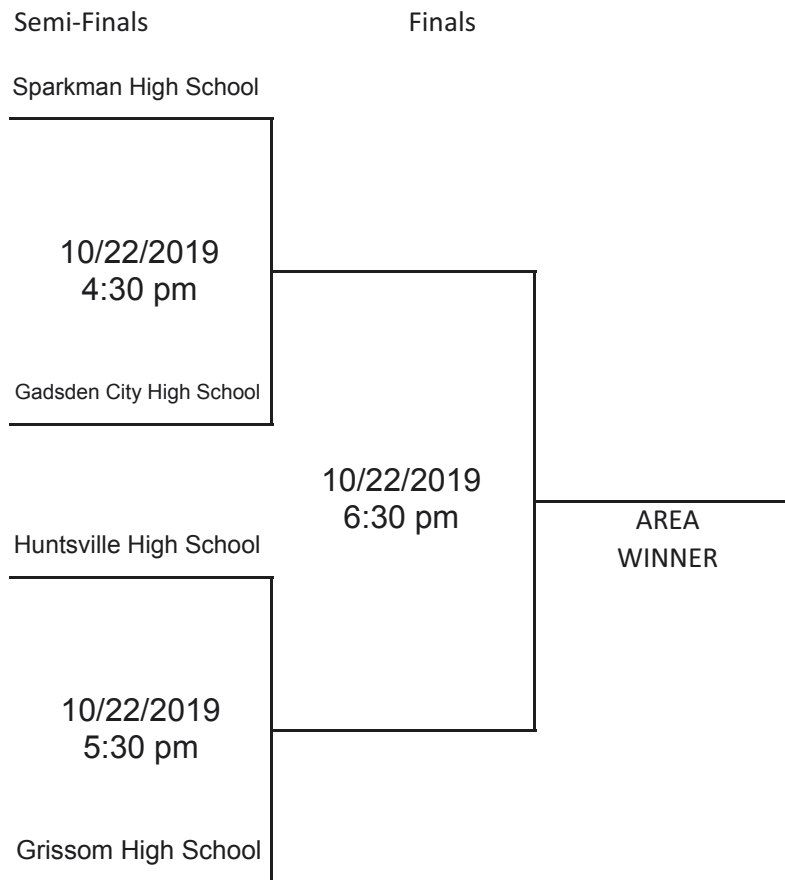 Semi-Finals
Finals
Sparkman High School
10/22/2019
4:30 pm
Gadsden City High School
10/22/2019
6:30 pm
AREA
WINNER
Huntsville High School
10/22/2019
5:30 pm
Grissom High School